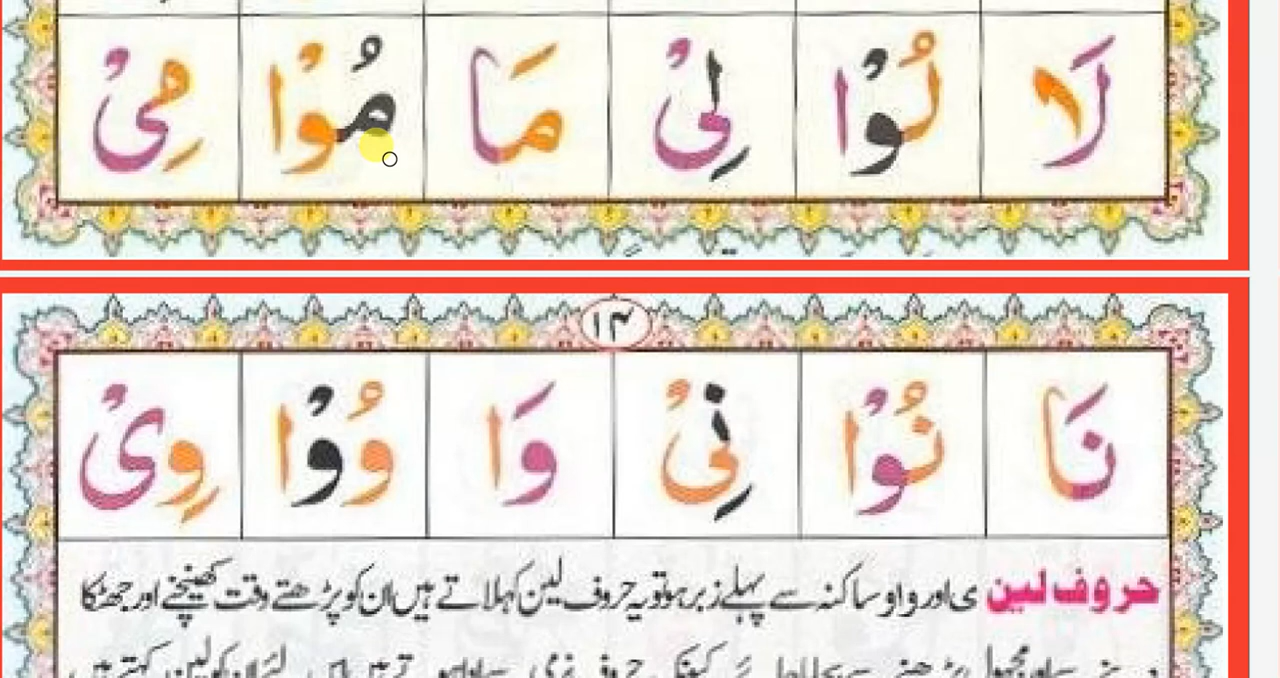 لَا لُوْا لِیْ مَا مُوْا مِیْ
١٣
نَا نُوْا نِیْ وَا وُوْا وِیْ
حروف لین ی اور واو ساکنہ سے پہلے زبر ہو تو یہ حروف لین کہلاتے ہیں ان کو پڑھتے وقت کھینچنے اور جھٹکا